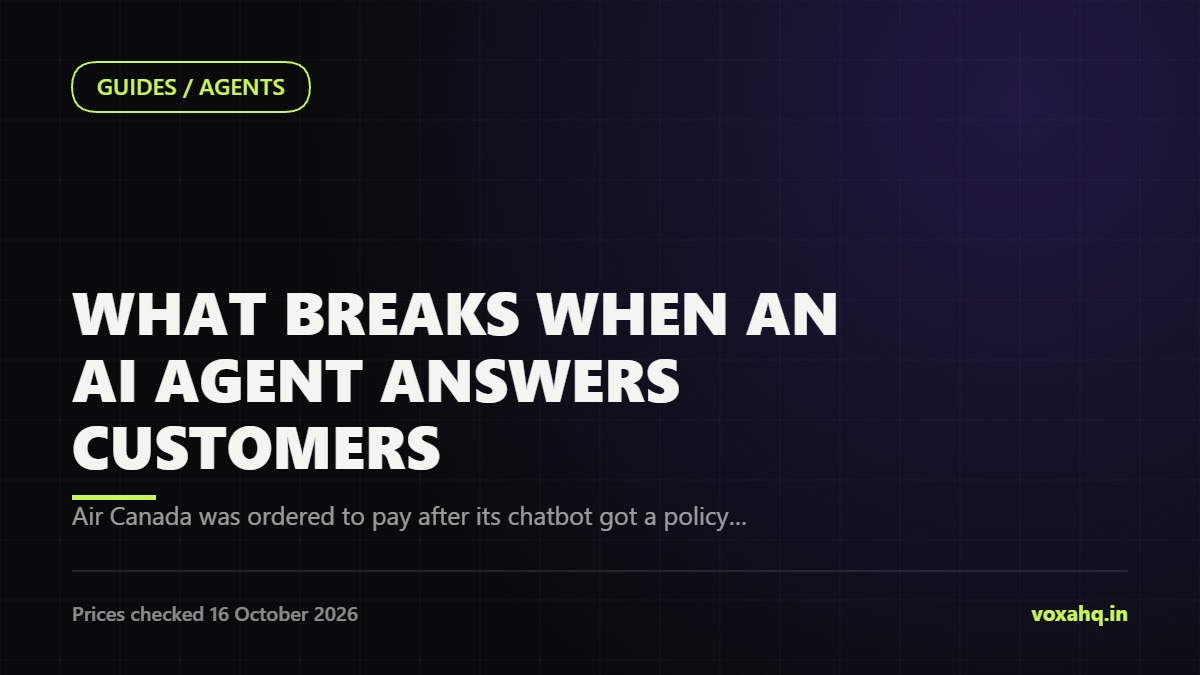 GUIDES / AGENTS
WHAT BREAKS WHEN AN
AI AGENT ANSWERS
CUSTOMERS
Air Canada was ordered to pay after its chatbot got a policy...
Prices checked 16 October 2026
voxahq.in